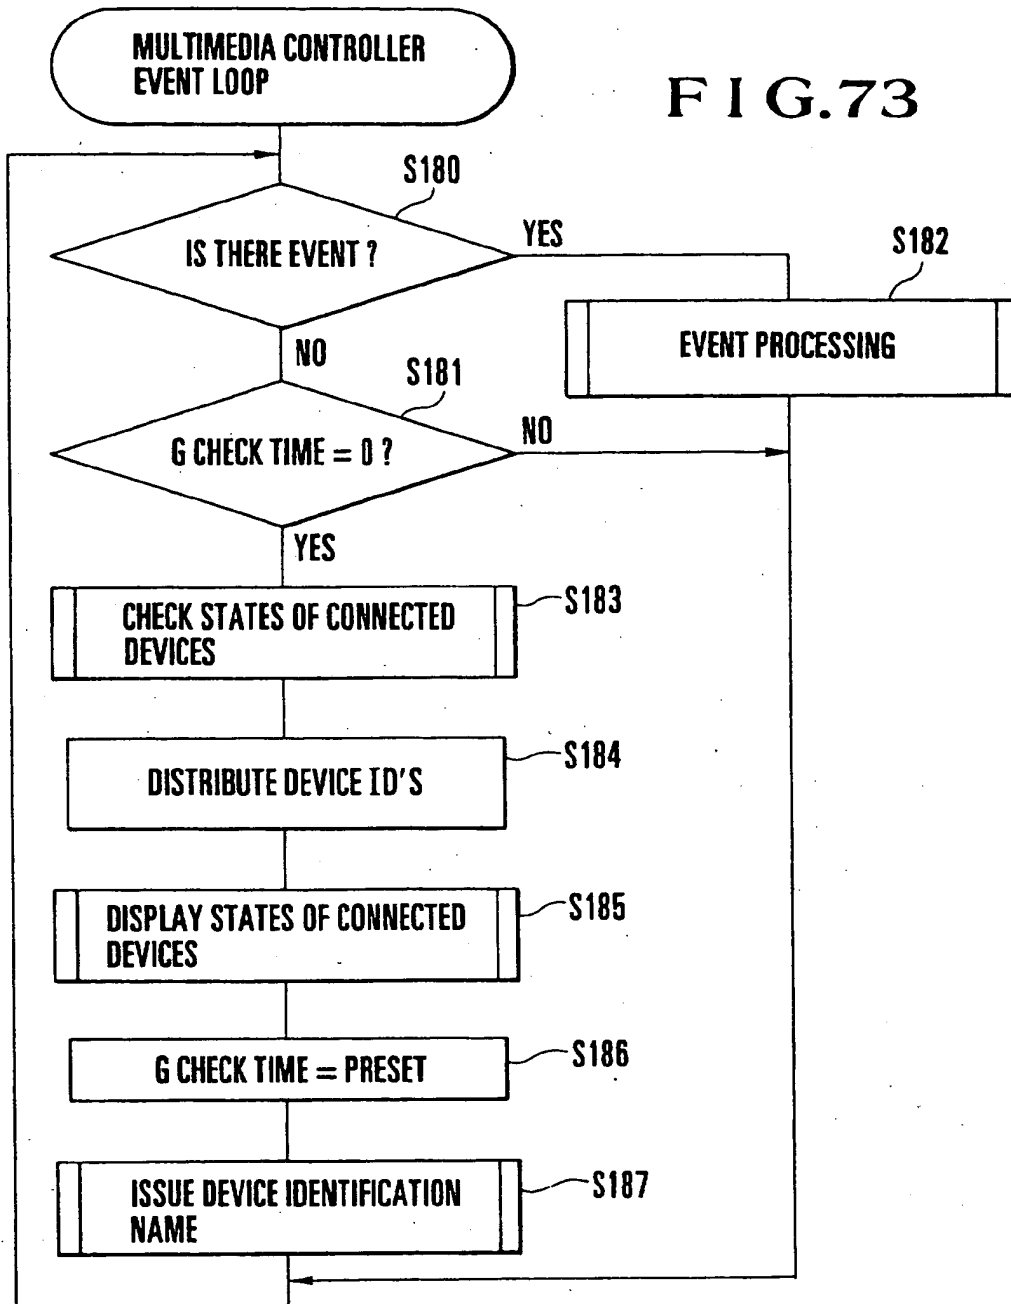 MULTIMEDIA CONTROLLER
EVENT LOOP
FIG.73
S180
IS THERE EVENT ?
YES
S182
EVENT PROCESSING
NO
S181
G CHECK TIME = 0 ?
NO
YES
CHECK STATES OF CONNECTED
DEVICES
S183
DISTRIBUTE DEVICE ID'S
S184
DISPLAY STATES OF CONNECTED
DEVICES
S185
G CHECK TIME = PRESET
S186
ISSUE DEVICE IDENTIFICATION
NAME
S187